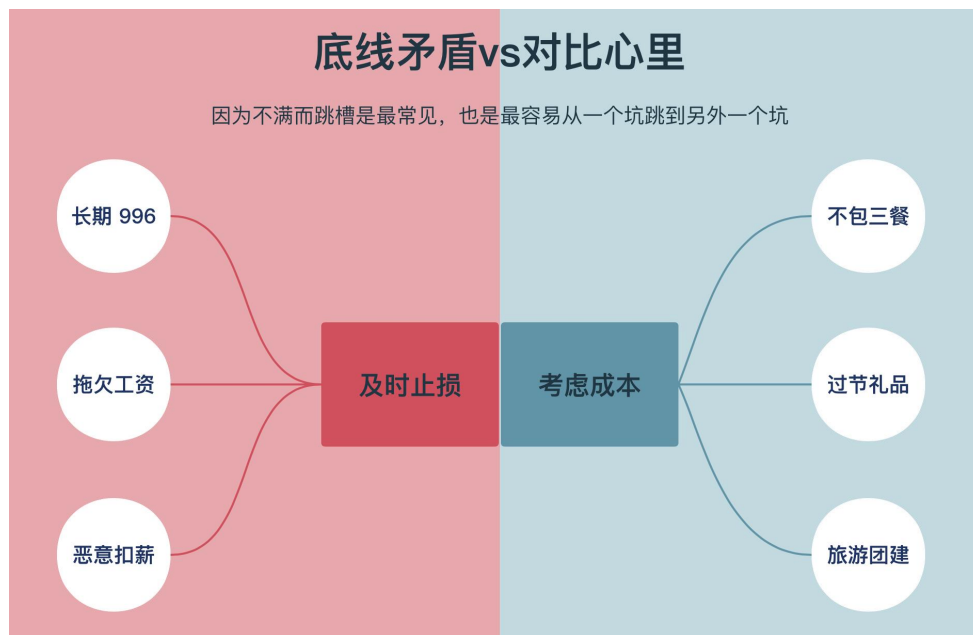 底线矛盾vs对比心里
因为不满而跳槽是最常见，也是最容易从一个坑跳到另外一个坑
长期 996
不包三餐
拖欠工资
及时止损
考虑成本
过节礼品
恶意扣薪
旅游团建